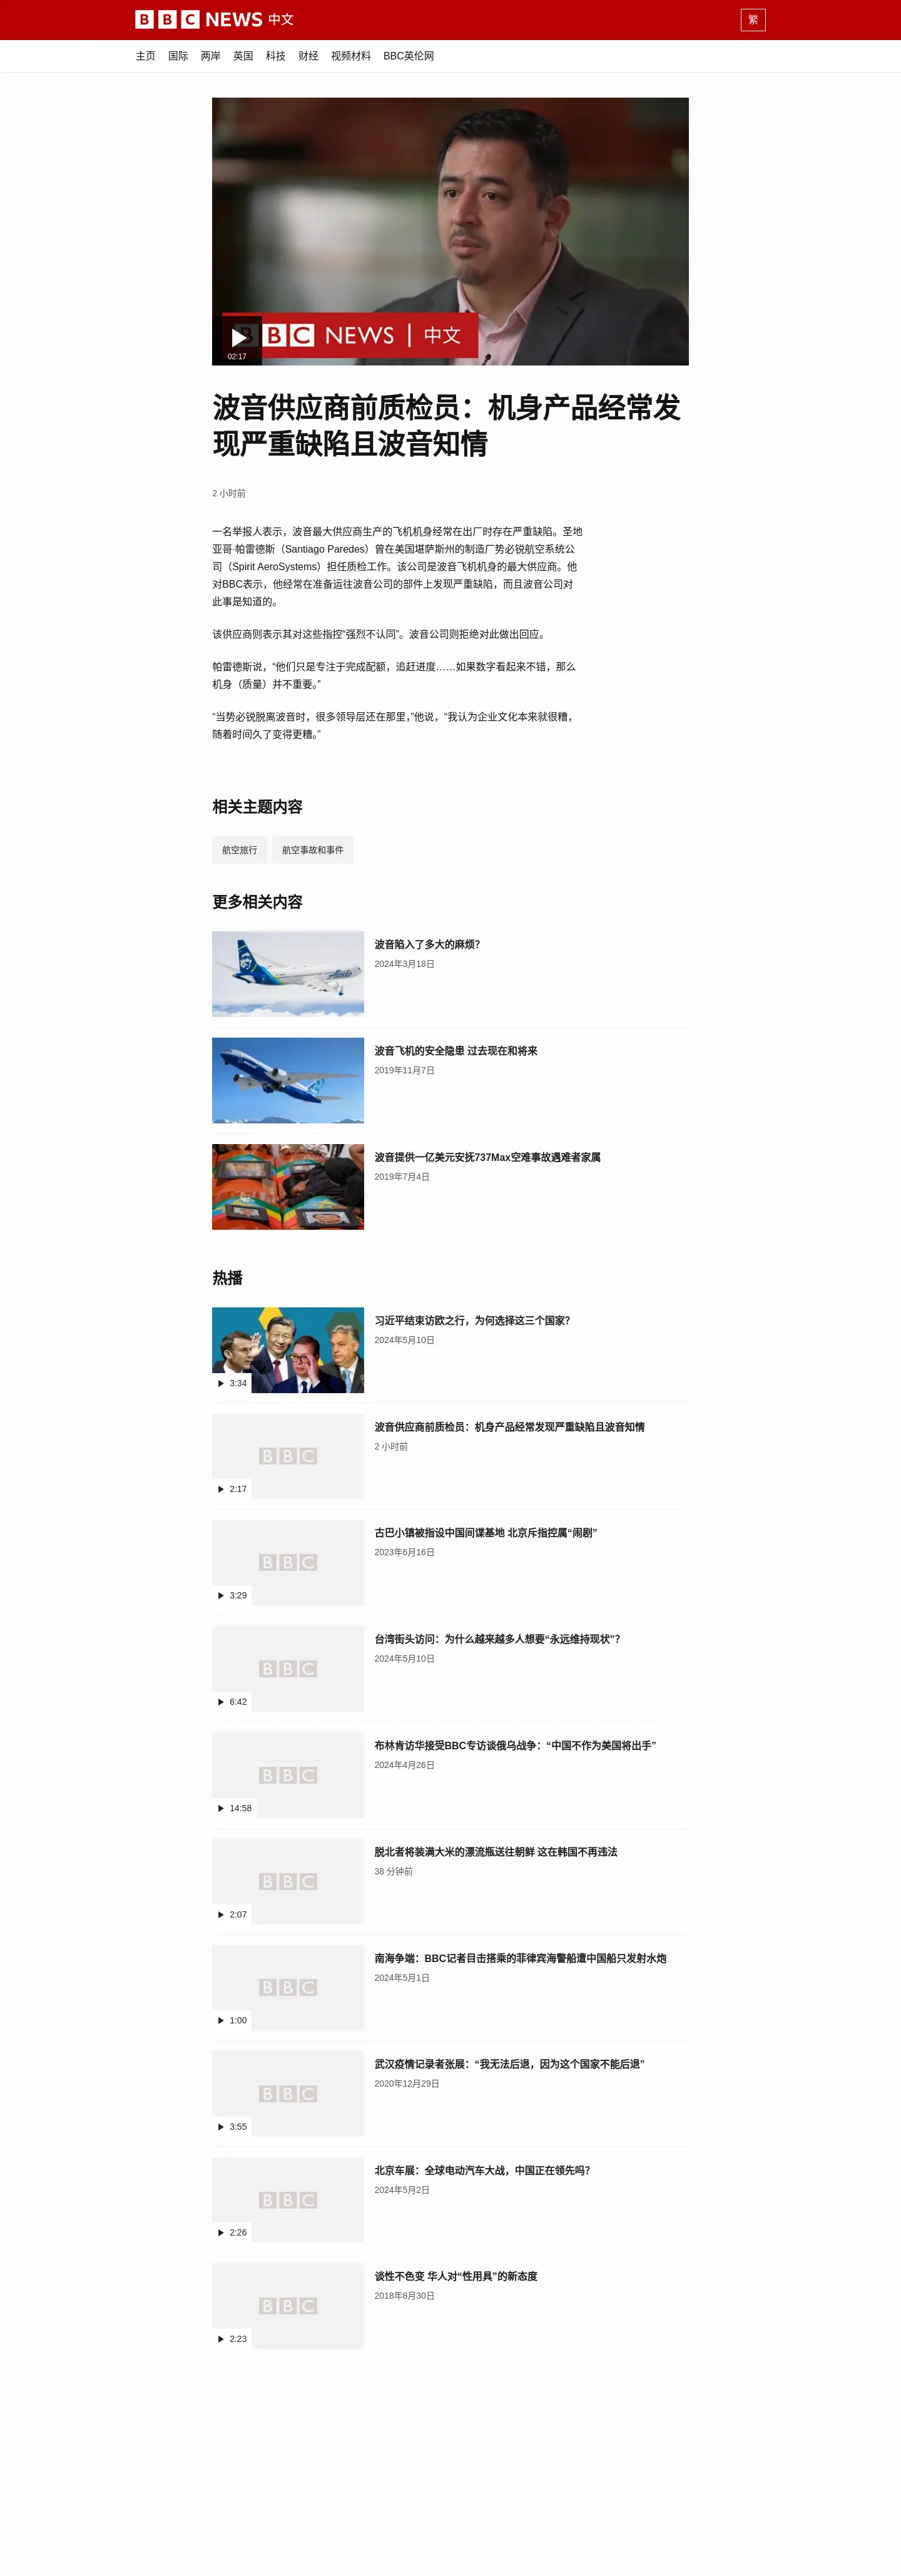 BBC NEWS 中文
繁
主页 国际 两岸 英国 科技 财经 视频材料 BBC英伦网
BBC NEWS | 中文
02:17
波音供应商前质检员：机身产品经常发
现严重缺陷且波音知情
2 小时前
一名举报人表示，波音最大供应商生产的飞机机身经常在出厂时存在严重缺陷。圣地
亚哥·帕雷德斯（Santiago Paredes）曾在美国堪萨斯州的制造厂势必锐航空系统公
司（Spirit AeroSystems）担任质检工作。该公司是波音飞机机身的最大供应商。他
对BBC表示，他经常在准备运往波音公司的部件上发现严重缺陷，而且波音公司对
此事是知道的。
该供应商则表示其对这些指控“强烈不认同”。波音公司则拒绝对此做出回应。
帕雷德斯说，“他们只是专注于完成配额，追赶进度……如果数字看起来不错，那么
机身（质量）并不重要。”
“当势必锐脱离波音时，很多领导层还在那里，”他说，“我认为企业文化本来就很糟，
随着时间久了变得更糟。”
相关主题内容
航空旅行 航空事故和事件
更多相关内容
波音陷入了多大的麻烦？
2024年3月18日
波音飞机的安全隐患 过去现在和将来
2019年11月7日
波音提供一亿美元安抚737Max空难事故遇难者家属
2019年7月4日
热播
习近平结束访欧之行，为何选择这三个国家？
2024年5月10日
3:34
波音供应商前质检员：机身产品经常发现严重缺陷且波音知情
2 小时前
BBC
2:17
古巴小镇被指设中国间谍基地 北京斥指控属“闹剧”
2023年6月16日
BBC
3:29
台湾街头访问：为什么越来越多人想要“永远维持现状”？
2024年5月10日
BBC
6:42
布林肯访华接受BBC专访谈俄乌战争：“中国不作为美国将出手”
2024年4月26日
BBC
14:58
脱北者将装满大米的漂流瓶送往朝鲜 这在韩国不再违法
38 分钟前
BBC
2:07
南海争端：BBC记者目击搭乘的菲律宾海警船遭中国船只发射水炮
2024年5月1日
BBC
1:00
武汉疫情记录者张展：“我无法后退，因为这个国家不能后退”
2020年12月29日
BBC
3:55
北京车展：全球电动汽车大战，中国正在领先吗？
2024年5月2日
BBC
2:26
谈性不色变 华人对“性用具”的新态度
2018年8月30日
BBC
2:23